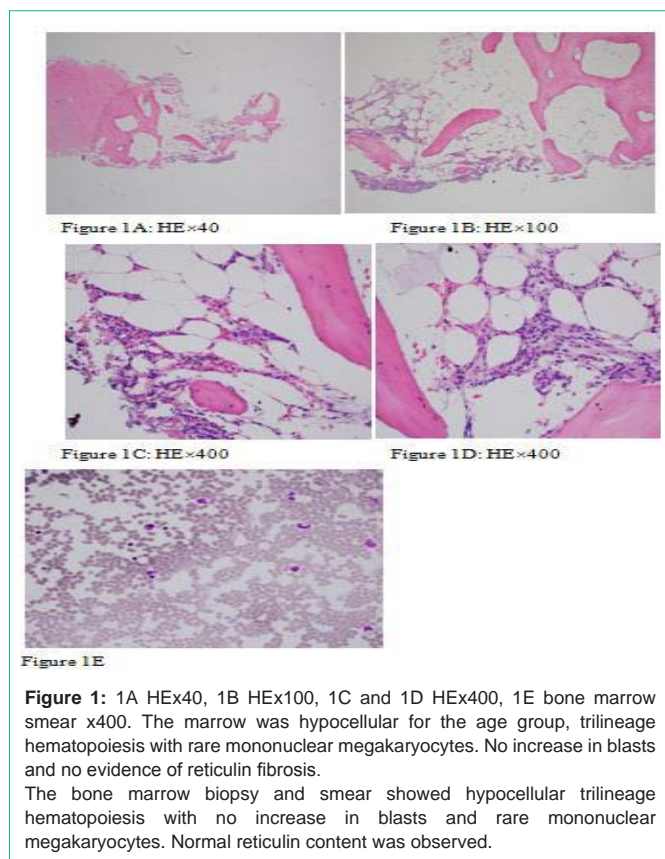 Figure 1A: HE×40
Figure 1B: HE×100
Figure 1C: HE×400
Figure 1D: HE×400
Figure 1E
Figure 1: 1A HEx40, 1B HEx100, 1C and 1D HEx400, 1E bone marrow
smear x400. The marrow was hypocellular for the age group, trilineage
hematopoiesis with rare mononuclear megakaryocytes. No increase in blasts
and no evidence of reticulin fibrosis.
The bone marrow biopsy and smear showed hypocellular trilineage
hematopoiesis with no increase in blasts and rare mononuclear
megakaryocytes. Normal reticulin content was observed.